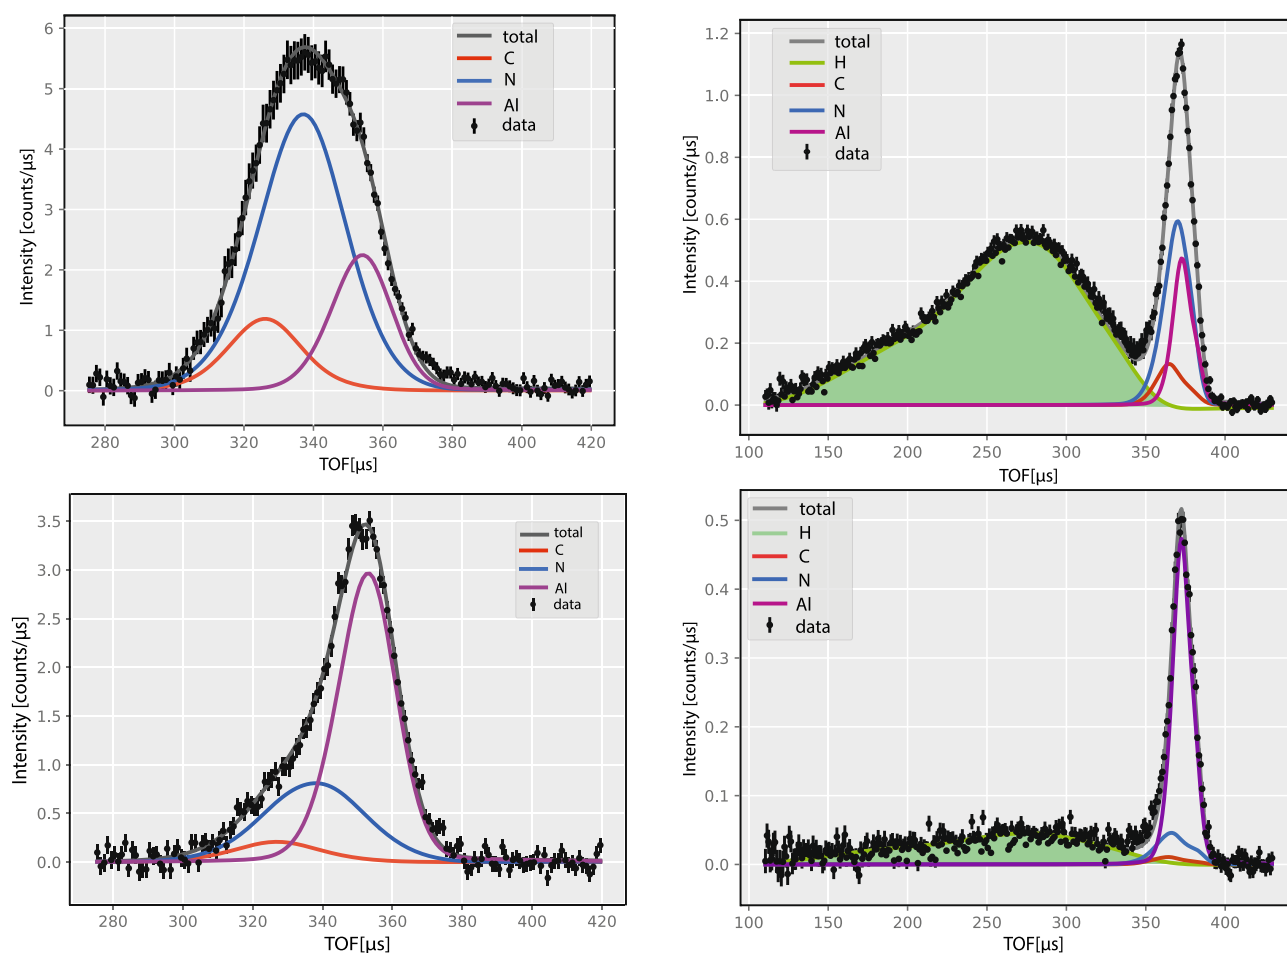 6
5
4
3
2
1
0
Intensity [counts/μs]
280 300 320 340 360 380 400 420
TOF[μs]
total
C
N
Al
data
1.2
1.0
0.8
0.6
0.4
0.2
0.0
Intensity [counts/μs]
100 150 200 250 300 350 400
TOF[μs]
total
H
C
N
Al
data
3.5
3.0
2.5
2.0
1.5
1.0
0.5
0.0
Intensity [counts/μs]
280 300 320 340 360 380 400 420
TOF[μs]
total
C
N
Al
data
0.5
0.4
0.3
0.2
0.1
0.0
Intensity [counts/μs]
100 150 200 250 300 350 400
TOF[μs]
total
H
C
N
Al
data